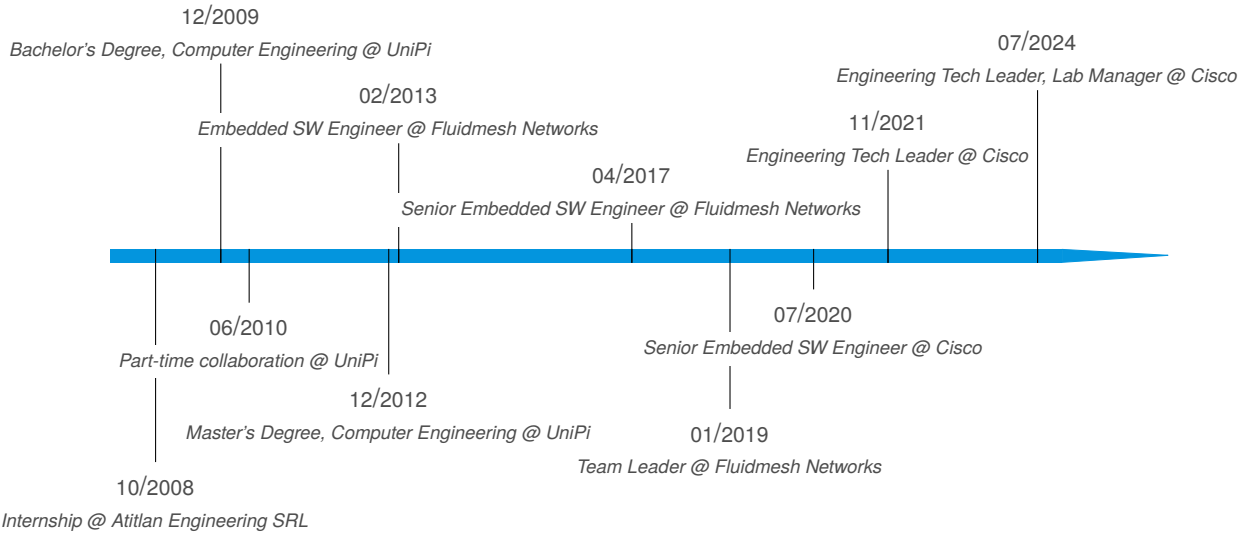 12/2009
Bachelor's Degree, Computer Engineering @ UniPi
07/2024
Engineering Tech Leader, Lab Manager @ Cisco
02/2013
Embedded SW Engineer @ Fluidmesh Networks
11/2021
Engineering Tech Leader @ Cisco
04/2017
Senior Embedded SW Engineer @ Fluidmesh Networks
06/2010
Part-time collaboration @ UniPi
07/2020
Senior Embedded SW Engineer @ Cisco
12/2012
Master's Degree, Computer Engineering @ UniPi
01/2019
Team Leader @ Fluidmesh Networks
10/2008
Internship @ Atitlan Engineering SRL